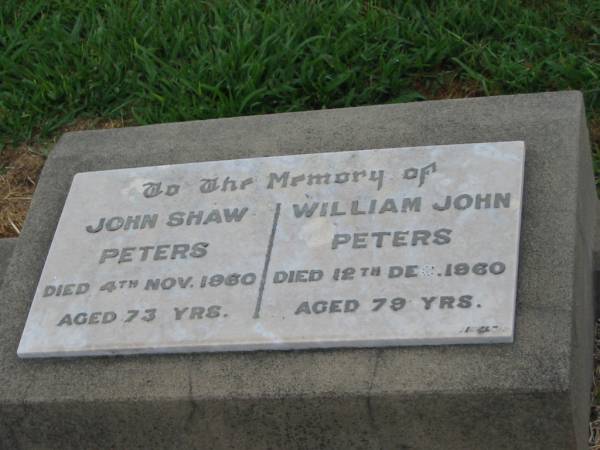 To The Memory of
JOHN SHAW
PETERS
DIED 4TH NOV. 1960
AGED 73 YRS.
WILLIAM JOHN
PETERS
DIED 12TH DEC. 1960
AGED 79 YRS.